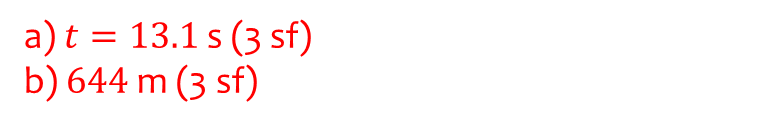 a) t = 13.1 s (3 sf)
b) 644 m (3 sf)